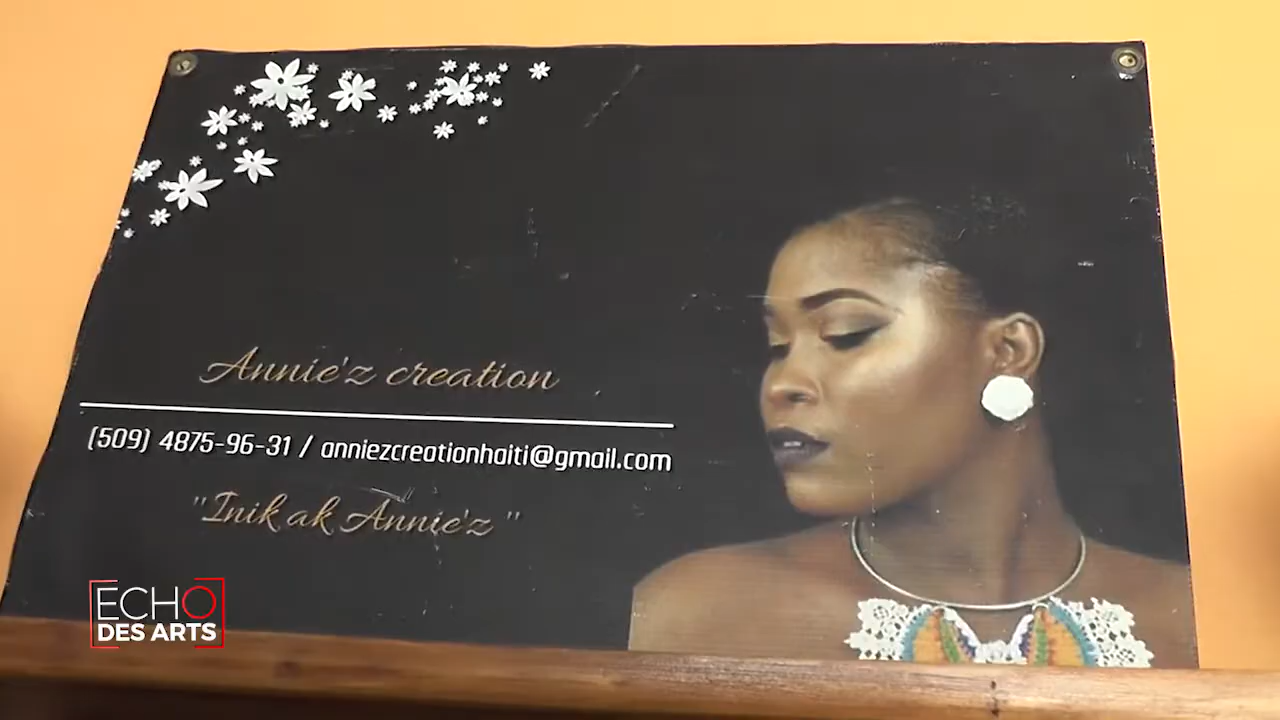 Annie'z creation
(509) 4875-96-31 / anniezcreationhaiti@gmail.com
"Inik ak Annie'z"
ECHO
DES ARTS